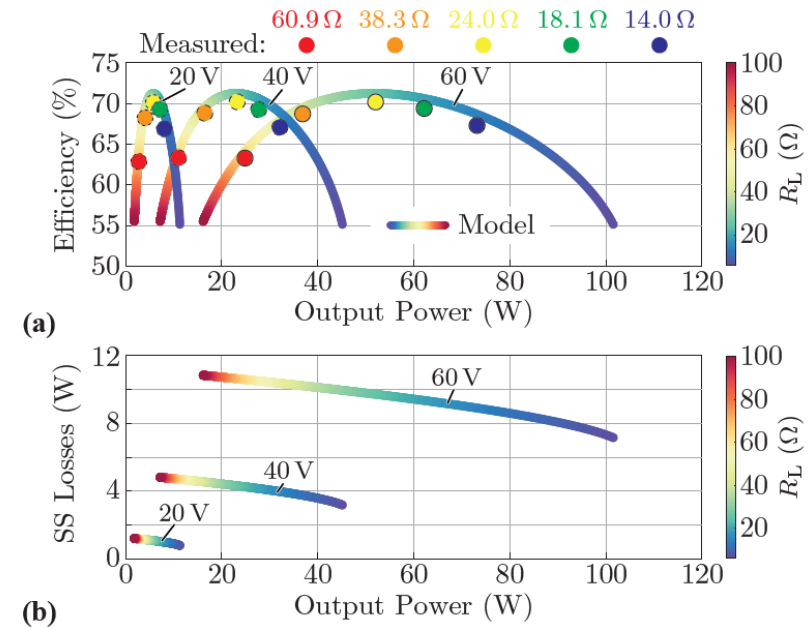 60.9 Ω 38.3 Ω 24.0 Ω 18.1 Ω 14.0 Ω
Measured:
75
70
65
60
55
50
Efficiency (%)
20 V
40 V
60 V
Model
0 20 40 60 80 100 120
Output Power (W)
100
80
60
40
20
R_L (Ω)
(a)
12
8
4
0
SS Losses (W)
60 V
40 V
20 V
0 20 40 60 80 100 120
Output Power (W)
100
80
60
40
20
R_L (Ω)
(b)